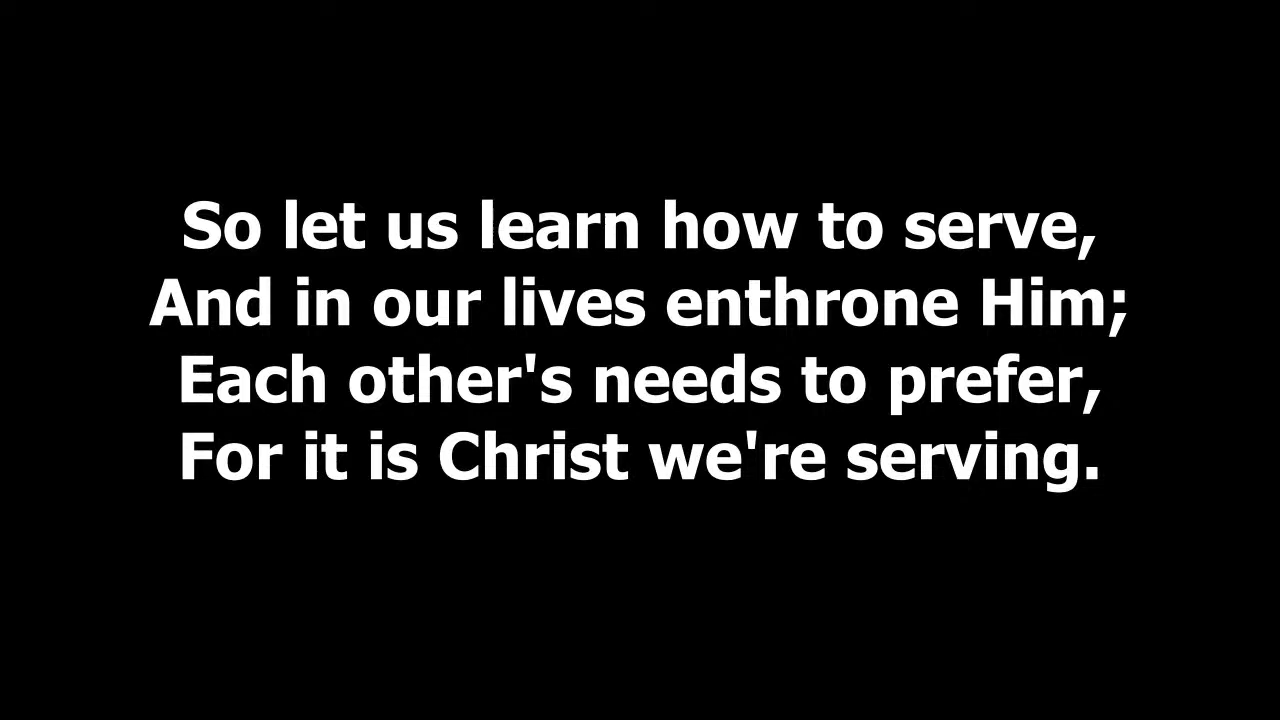 So let us learn how to serve,
And in our lives enthrone Him;
Each other's needs to prefer,
For it is Christ we're serving.